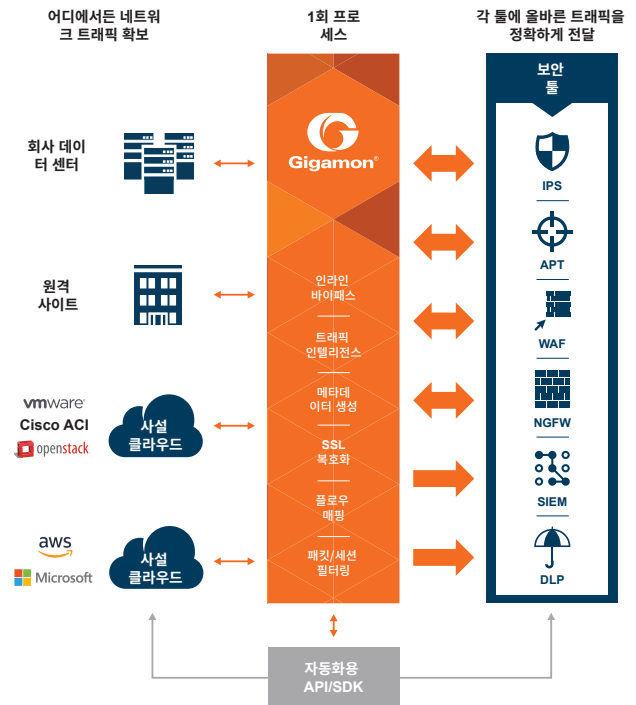 어디에서든 네트워
크 트래픽 확보
1회 프로
세스
각 툴에 올바른 트래픽을
정확하게 전달
회사 데이
터 센터
원격
사이트
vmware®
Cisco ACI
openstack
사설
클라우드
aws
Microsoft
사설
클라우드
Gigamon®
인라인
바이패스
트래픽
인텔리전스
메타데
이터 생성
SSL
복호화
플로우
매핑
패킷/세션
필터링
보안
툴
IPS
APT
WAF
NGFW
SIEM
DLP
자동화용
API/SDK